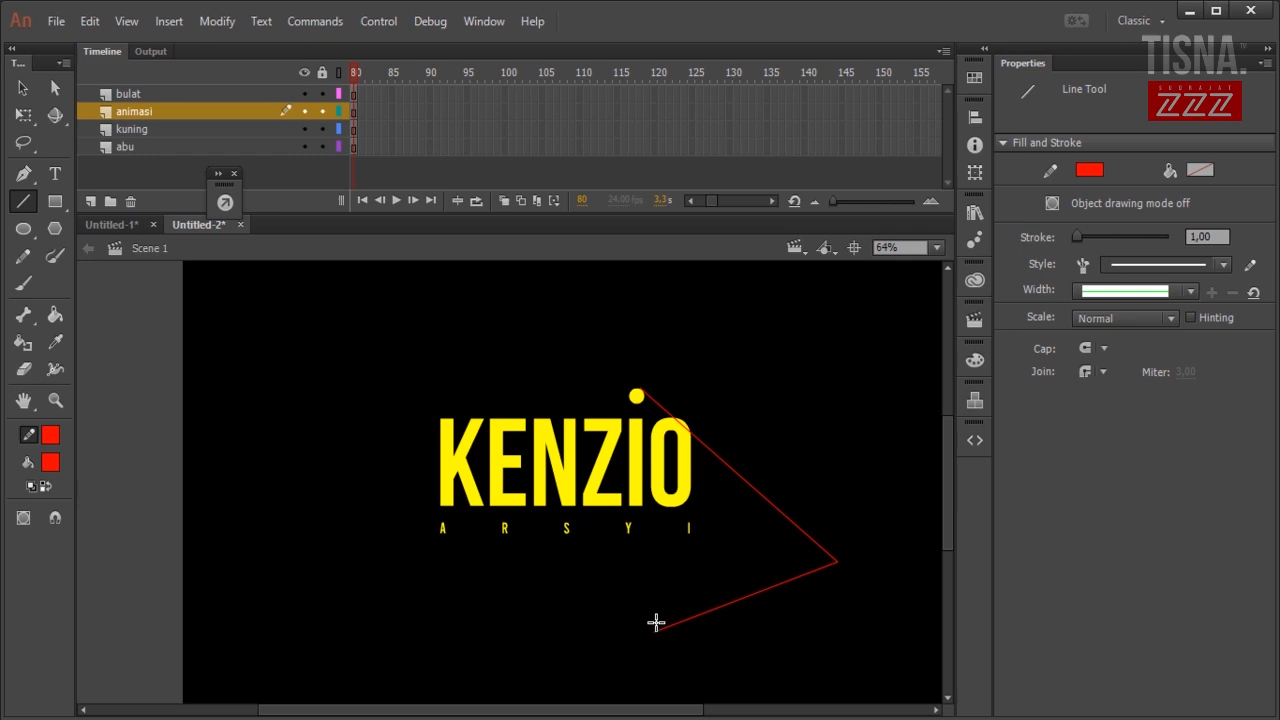 An File Edit View Insert Modify Text Commands Control Debug Window Help Classic
TISNA.™
SUDRAJAT
ZZZ
Timeline Output
T...
Properties
80 85 90 95 100 105 110 115 120 125 130 135 140 145 150 155
bulat
animasi
kuning
abu
80 24.00 fps 3,3 s
Untitled-1* × Untitled-2* ×
Scene 1 64%
Line Tool
Fill and Stroke
Object drawing mode off
Stroke: 1,00
Style:
Width:
Scale: Normal Hinting
Cap:
Join: Miter: 3,00
KENZIO
A R S Y I